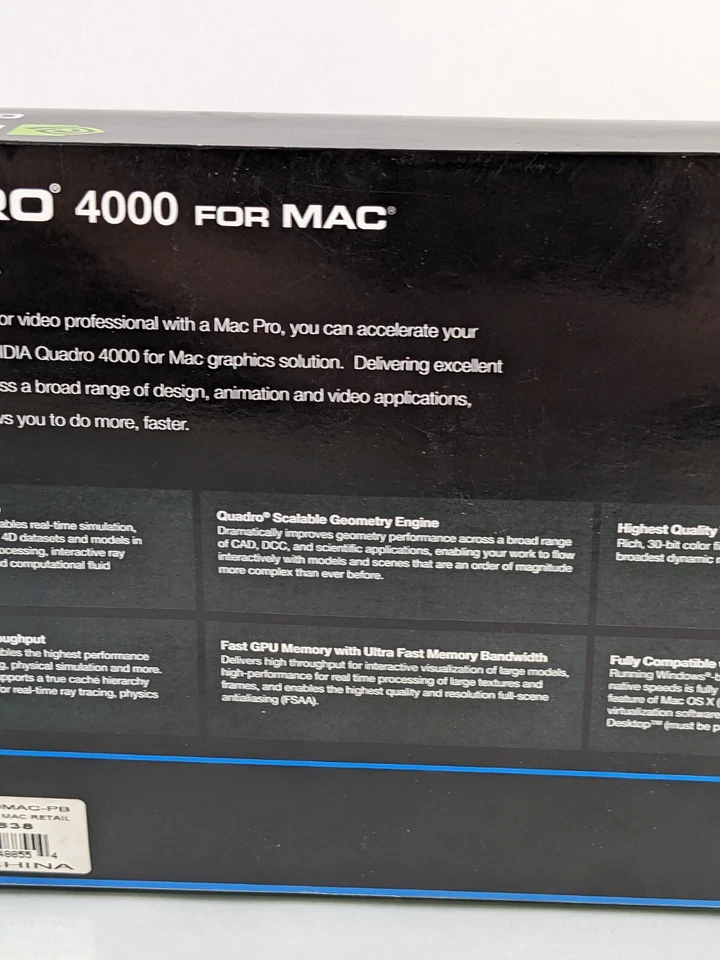 RO® 4000 FOR MAC®
or video professional with a Mac Pro, you can accelerate your
IDIA Quadro 4000 for Mac graphics solution. Delivering excellent
ss a broad range of design, animation and video applications,
ws you to do more, faster.
ables real-time simulation,
4D datasets and models in
ocessing, interactive ray
d computational fluid
Quadro® Scalable Geometry Engine
Dramatically improves geometry performance across a broad range
of CAD, DCC, and scientific applications, enabling your work to flow
interactively with models and scenes that are an order of magnitude
more complex than ever before.
Highest Quality
Rich, 30-bit color fi
broadest dynamic r
oughput
bles the highest performance
g, physical simulation and more.
pports a true cache hierarchy
or real-time ray tracing, physics
Fast GPU Memory with Ultra Fast Memory Bandwidth
Delivers high throughput for interactive visualization of large models,
high-performance for real time processing of large textures and
frames, and enables the highest quality and resolution full-scene
antialiasing (FSAA).
Fully Compatible
Running Windows®-b
native speeds is fully
feature of Mac OS X (
virtualization software
Desktop™ (must be p
0MAC-PB
MAC RETAIL
538
48855 4
CHINA